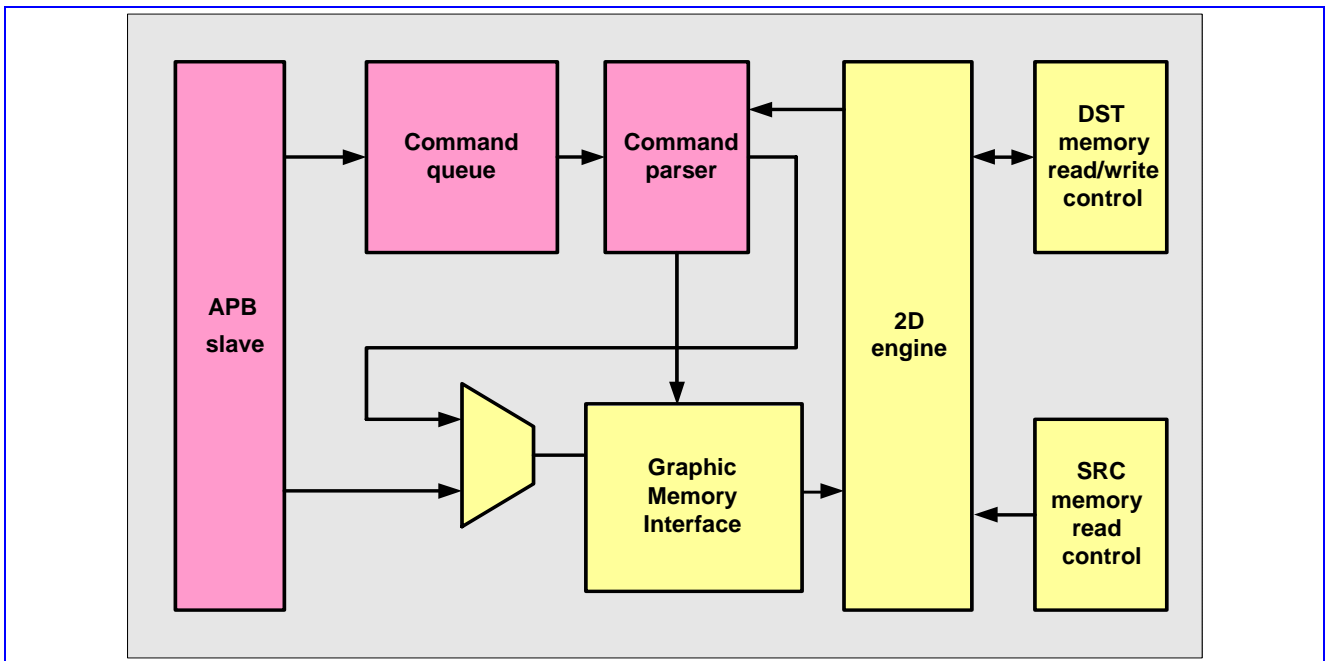 APB
slave
Command
queue
Command
parser
2D
engine
DST
memory
read/write
control
Graphic
Memory
Interface
SRC
memory
read
control